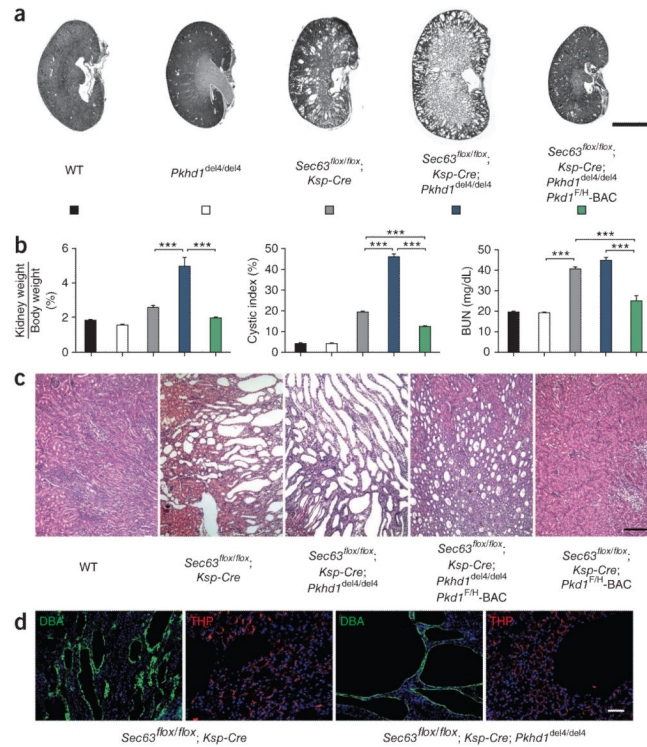 a
WT
Pkhd1del4/del4
Sec63flox/flox;
Ksp-Cre
Sec63flox/flox;
Ksp-Cre;
Pkhd1del4/del4
Sec63flox/flox;
Ksp-Cre;
Pkhd1del4/del4
Pkd1F/H-BAC
b
Kidney weight
Body weight
(%)
6
4
2
0
***
***
Cystic index (%)
50
40
30
20
10
0
***
***
***
BUN (mg/dL)
50
40
30
20
10
0
***
***
***
c
WT
Sec63flox/flox;
Ksp-Cre
Sec63flox/flox;
Ksp-Cre;
Pkhd1del4/del4
Sec63flox/flox;
Ksp-Cre;
Pkhd1del4/del4
Pkd1F/H-BAC
Sec63flox/flox;
Ksp-Cre;
Pkd1F/H-BAC
d
DBA
THP
DBA
THP
Sec63flox/flox; Ksp-Cre
Sec63flox/flox; Ksp-Cre; Pkhd1del4/del4